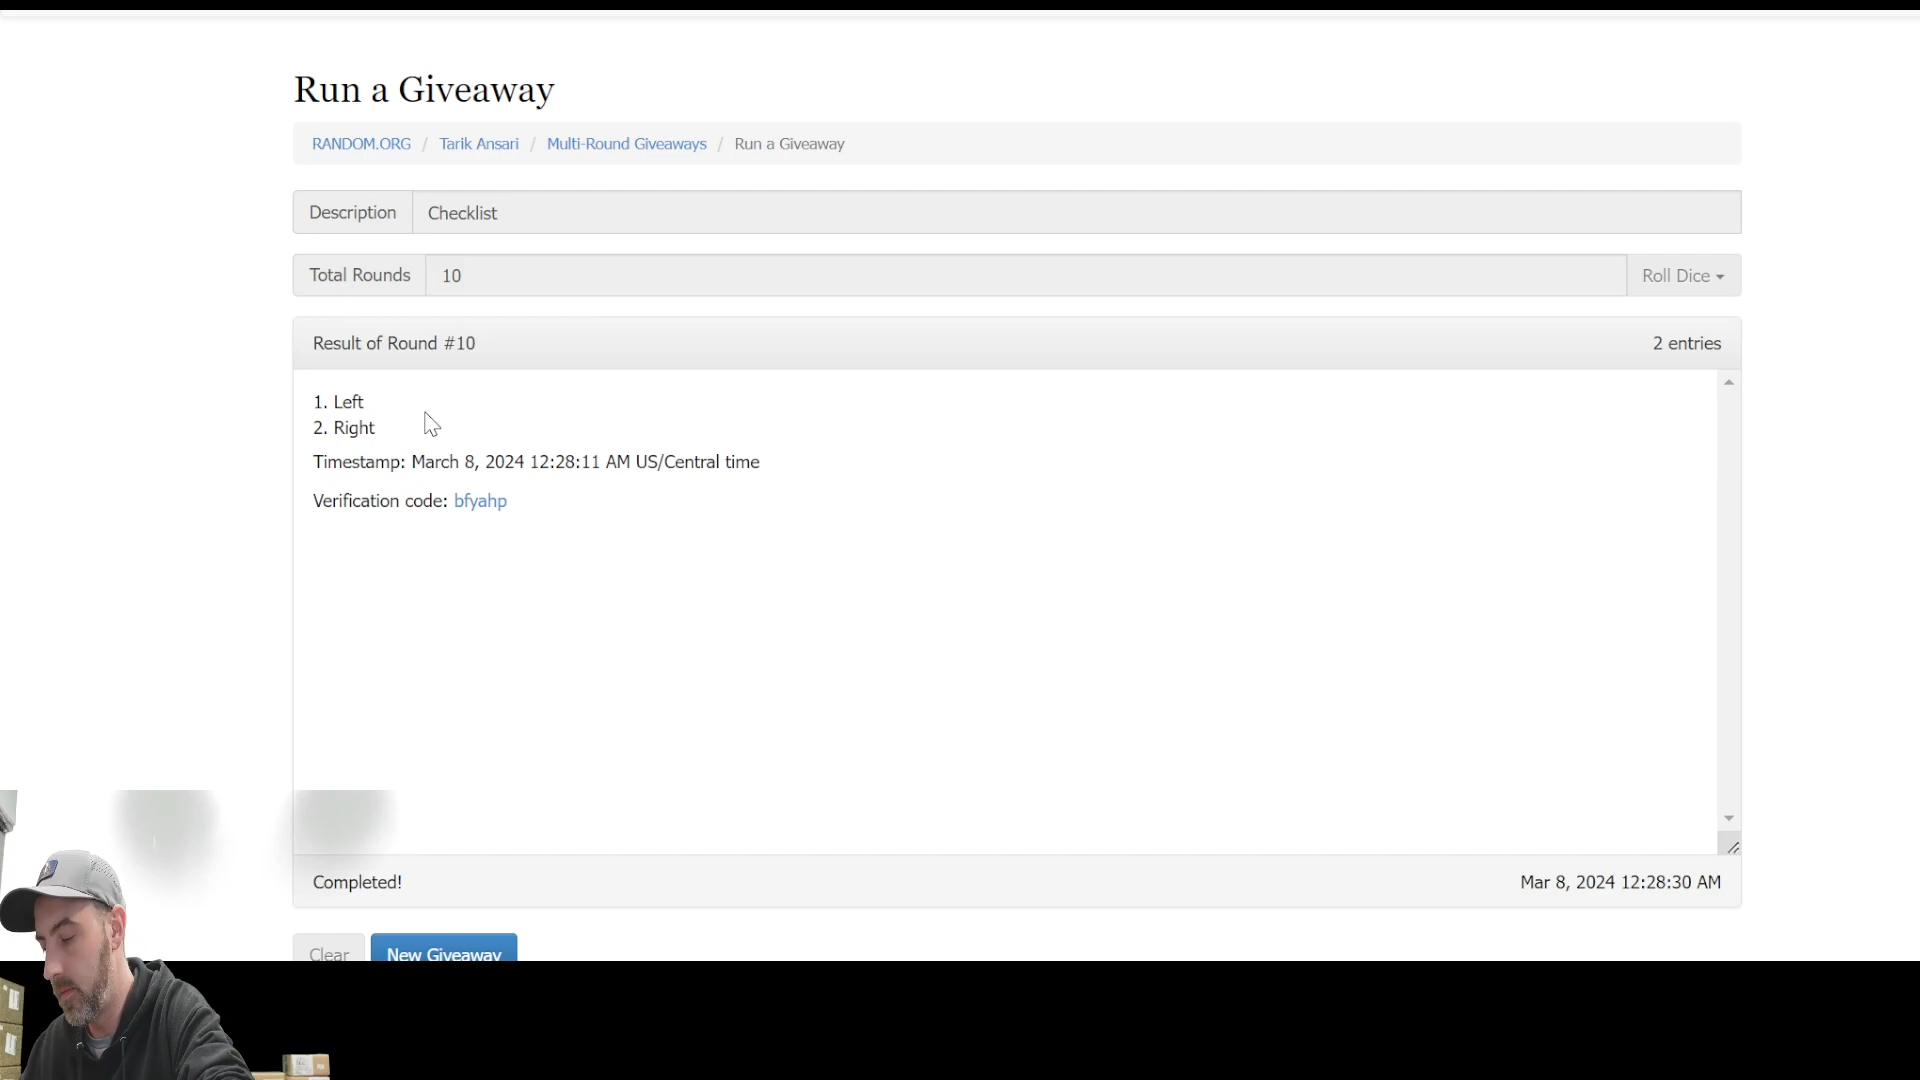 Run a Giveaway
RANDOM.ORG / Tarik Ansari / Multi-Round Giveaways / Run a Giveaway
Description Checklist
Total Rounds 10 Roll Dice
Result of Round #10 2 entries
1. Left
2. Right
Timestamp: March 8, 2024 12:28:11 AM US/Central time
Verification code: bfyahp
Completed! Mar 8, 2024 12:28:30 AM
Clear New Giveaway